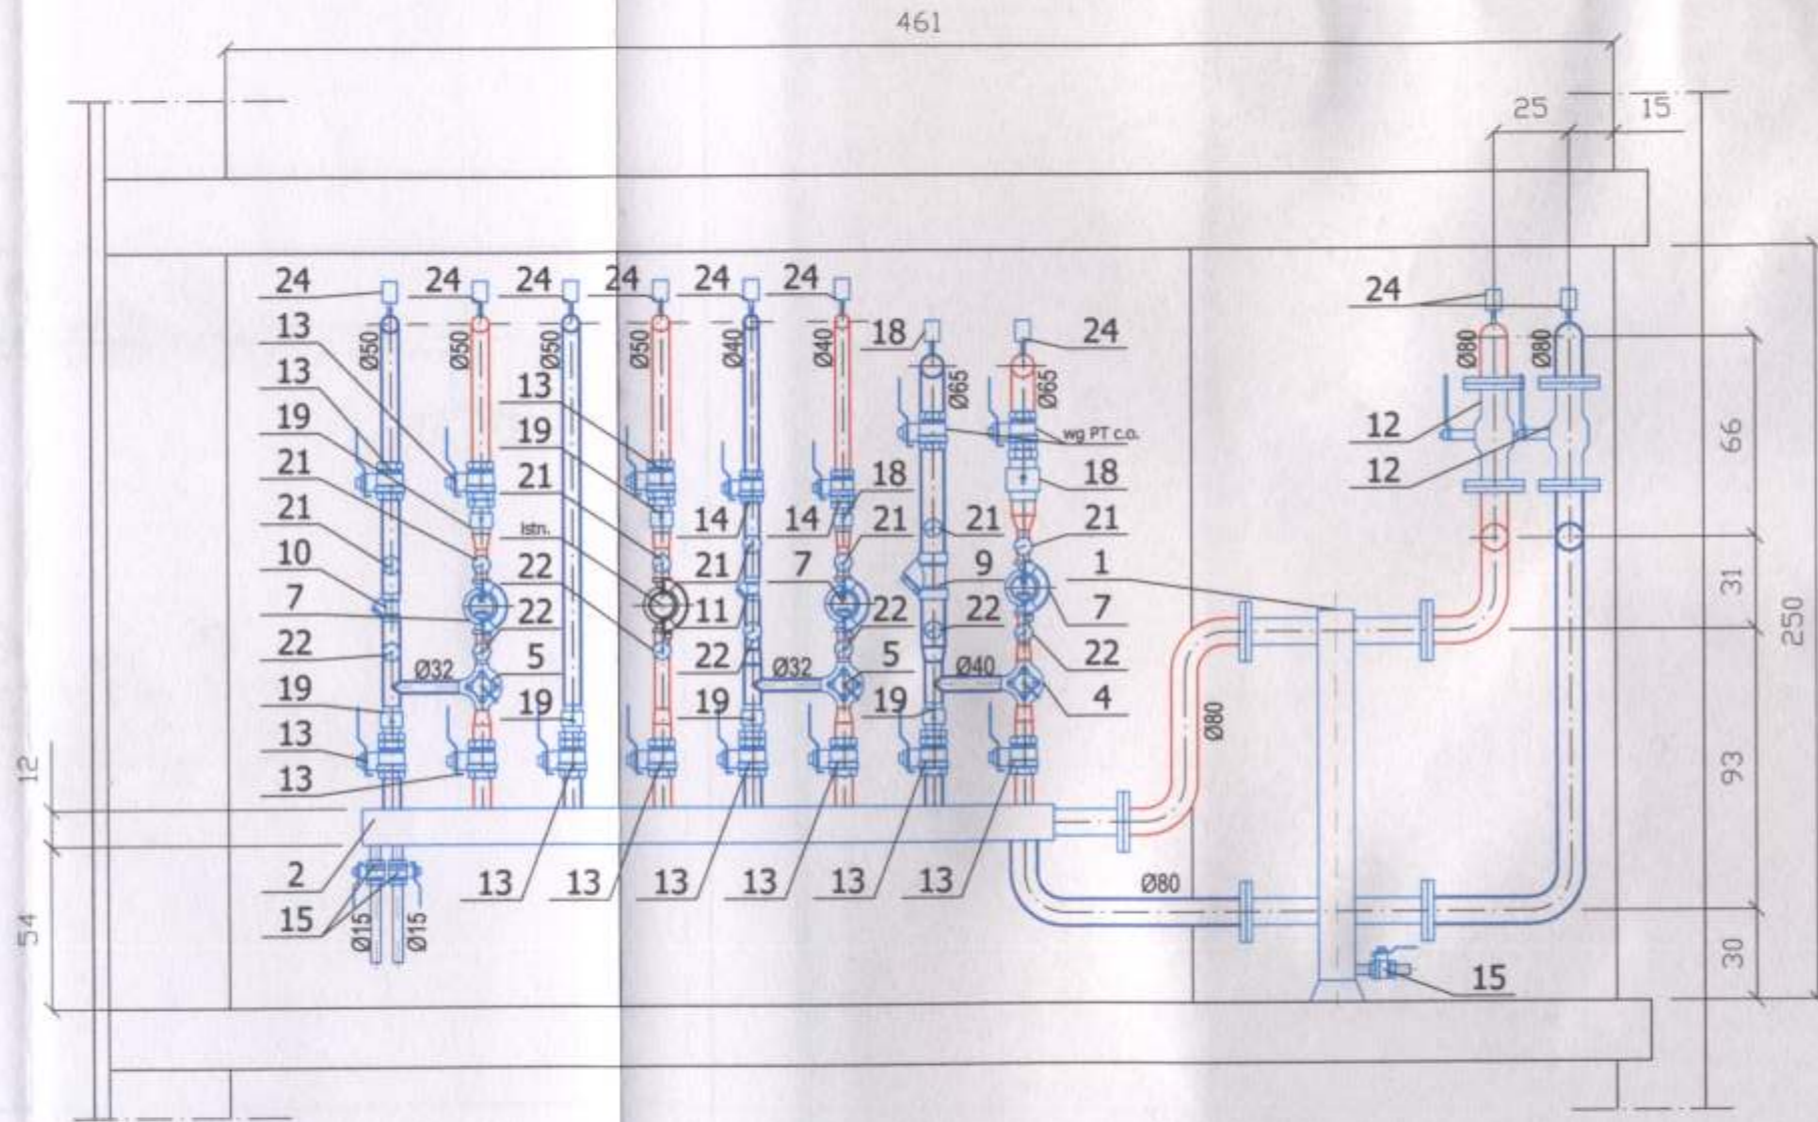 461
25 15
24 24 24 24 24 24 24
13 18 24
Ø50 Ø50 Ø50 Ø50 Ø40 Ø40 Ø80 Ø80
13 13 Ø65 Ø65
19 19 wg PT c.o. 12 66
21 21 18 18 12
14 14 21 21 21
Istn.
21
10 22 21 7 9 1 31
7 22 11 22 22 7 250
22 Ø32 5 22 Ø32 5 Ø40 22
19 19 19 19 4
Ø80
13 93
12 13
2 13 13 13 13 13 13 Ø80
15 Ø15 Ø15
54 30
15